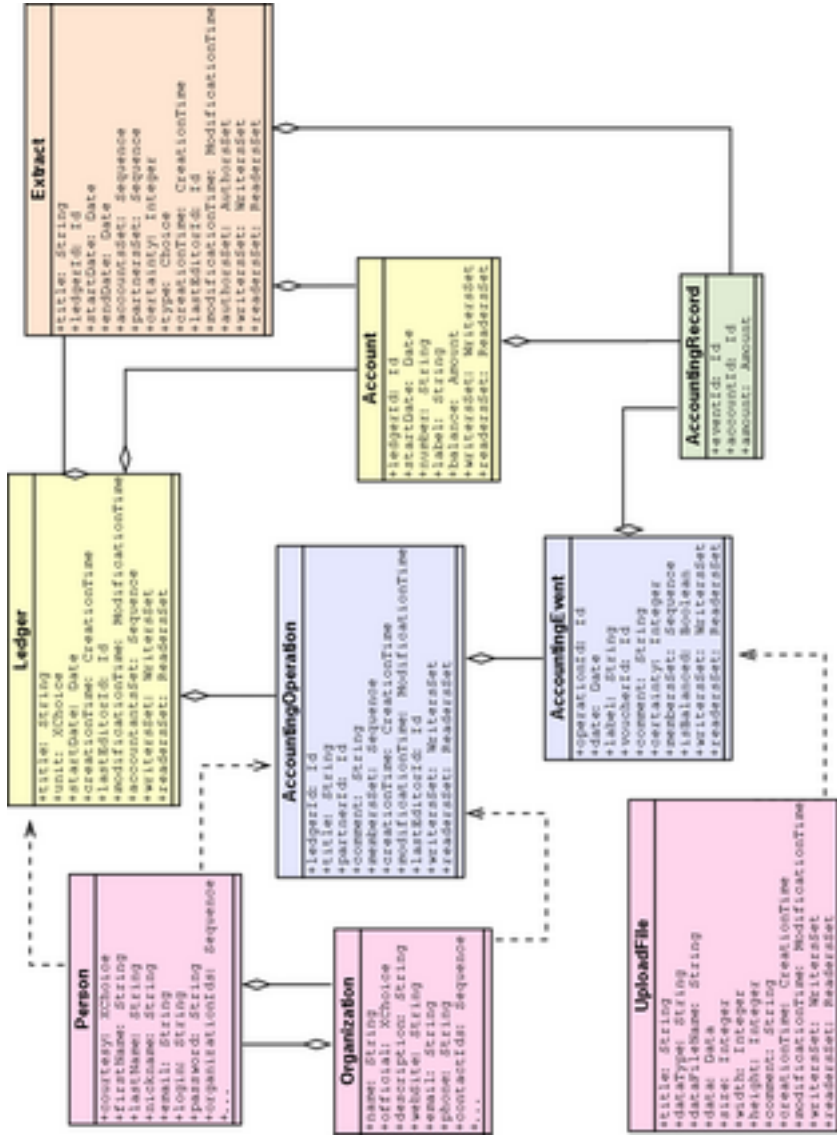 Person
+courtesy: XChoice
+firstName: String
+lastName: String
+nickname: String
+email: String
+login: String
+password: String
+organizationIds: Sequence
+...
Ledger
+title: String
+unit: XChoice
+startDate: Date
+creationTime: CreationTime
+lastEditorId: Id
+modificationTime: ModificationTime
+accountantsSet: Sequence
+writersSet: WritersSet
+readersSet: ReadersSet
Extract
+title: String
+ledgerId: Id
+startDate: Date
+endDate: Date
+accountsSet: Sequence
+partnersSet: Sequence
+certainty: Integer
+type: Choice
+creationTime: CreationTime
+lastEditorId: Id
+modificationTime: ModificationTime
+authorsSet: AuthorsSet
+writersSet: WritersSet
+readersSet: ReadersSet
Organization
+name: String
+official: XChoice
+description: String
+webSite: String
+email: String
+phone: String
+contactIds: Sequence
+...
AccountingOperation
+ledgerId: Id
+title: String
+partnerId: Id
+comment: String
+membersSet: Sequence
+creationTime: CreationTime
+modificationTime: ModificationTime
+lastEditorId: Id
+writersSet: WritersSet
+readersSet: ReadersSet
Account
+ledgerId: Id
+startDate: Date
+number: String
+label: String
+balance: Amount
+writersSet: WritersSet
+readersSet: ReadersSet
UploadFile
+title: String
+dataType: String
+dataFileName: String
+data: Data
+size: Integer
+width: Integer
+height: Integer
+comment: String
+creationTime: CreationTime
+modificationTime: ModificationTime
+writersSet: WritersSet
+readersSet: ReadersSet
AccountingEvent
+operationId: Id
+date: Date
+label: String
+voucherId: Id
+comment: String
+certainty: Integer
+membersSet: Sequence
+isBalanced: Boolean
+writersSet: WritersSet
+readersSet: ReadersSet
AccountingRecord
+eventId: Id
+accountId: Id
+amount: Amount